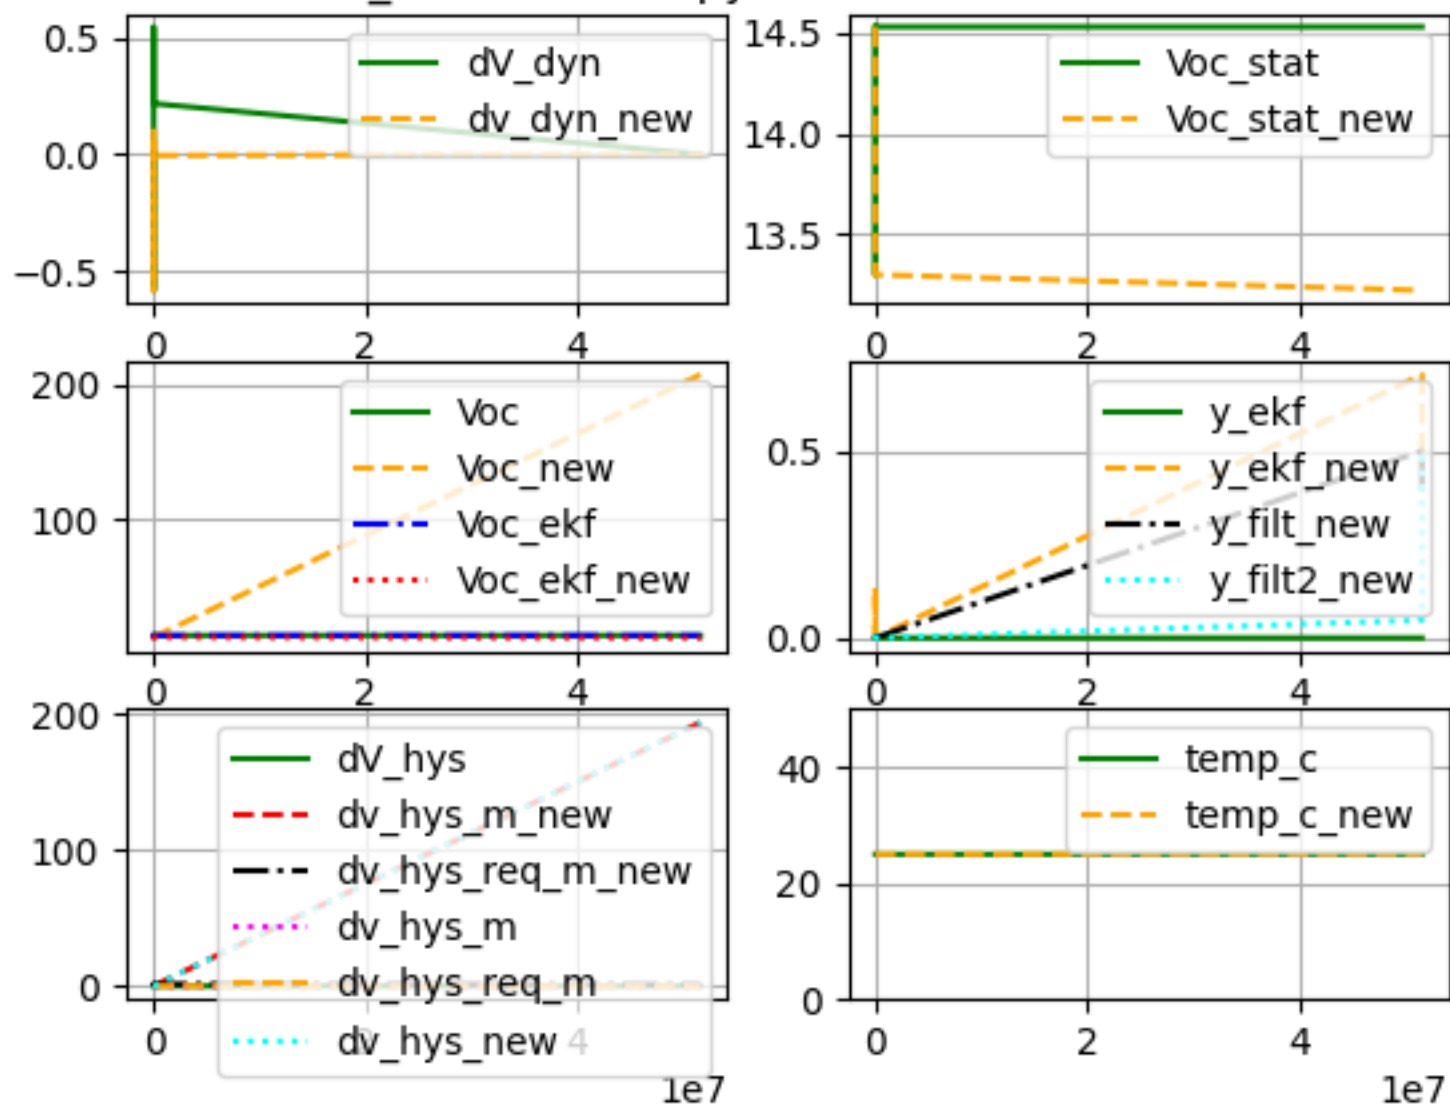 0.5
0.0
−0.5
dV_dyn
dv_dyn_new
0
2
4
14.5
14.0
13.5
Voc_stat
Voc_stat_new
0
2
4
200
100
Voc
Voc_new
Voc_ekf
Voc_ekf_new
0
2
4
0.5
0.0
y_ekf
y_ekf_new
y_filt_new
y_filt2_new
0
2
4
200
100
0
dV_hys
dv_hys_m_new
dv_hys_req_m_new
dv_hys_m
dv_hys_req_m
dv_hys_new
0
2
4
1e7
40
20
0
temp_c
temp_c_new
0
2
4
1e7